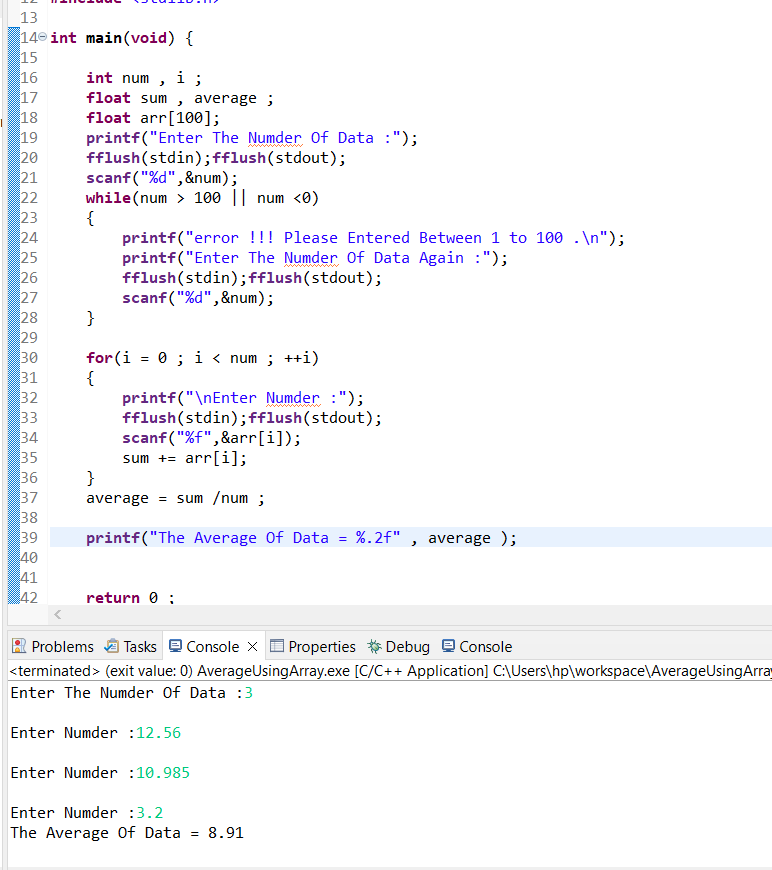 12 #include <stdlib.h>
13
14 int main(void) {
15
16 int num , i ;
17 float sum , average ;
18 float arr[100];
19 printf("Enter The Numder Of Data :");
20 fflush(stdin);fflush(stdout);
21 scanf("%d",&num);
22 while(num > 100 || num <0)
23 {
24 printf("error !!! Please Entered Between 1 to 100 .\n");
25 printf("Enter The Numder Of Data Again :");
26 fflush(stdin);fflush(stdout);
27 scanf("%d",&num);
28 }
29
30 for(i = 0 ; i < num ; ++i)
31 {
32 printf("\nEnter Numder :");
33 fflush(stdin);fflush(stdout);
34 scanf("%f",&arr[i]);
35 sum += arr[i];
36 }
37 average = sum /num ;
38
39 printf("The Average Of Data = %.2f" , average );
40
41
42 return 0 ;
Problems Tasks Console Properties Debug Console
<terminated> (exit value: 0) AverageUsingArray.exe [C/C++ Application] C:\Users\hp\workspace\AverageUsingArray
Enter The Numder Of Data :3
Enter Numder :12.56
Enter Numder :10.985
Enter Numder :3.2
The Average Of Data = 8.91